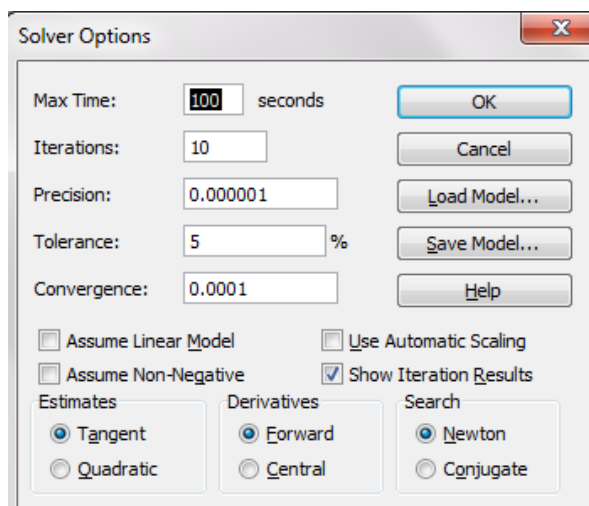 Solver Options
Max Time: 100 seconds OK
Iterations: 10 Cancel
Precision: 0.000001 Load Model...
Tolerance: 5 % Save Model...
Convergence: 0.0001 Help
Assume Linear Model Use Automatic Scaling
Assume Non-Negative Show Iteration Results
Estimates Derivatives Search
Tangent Forward Newton
Quadratic Central Conjugate